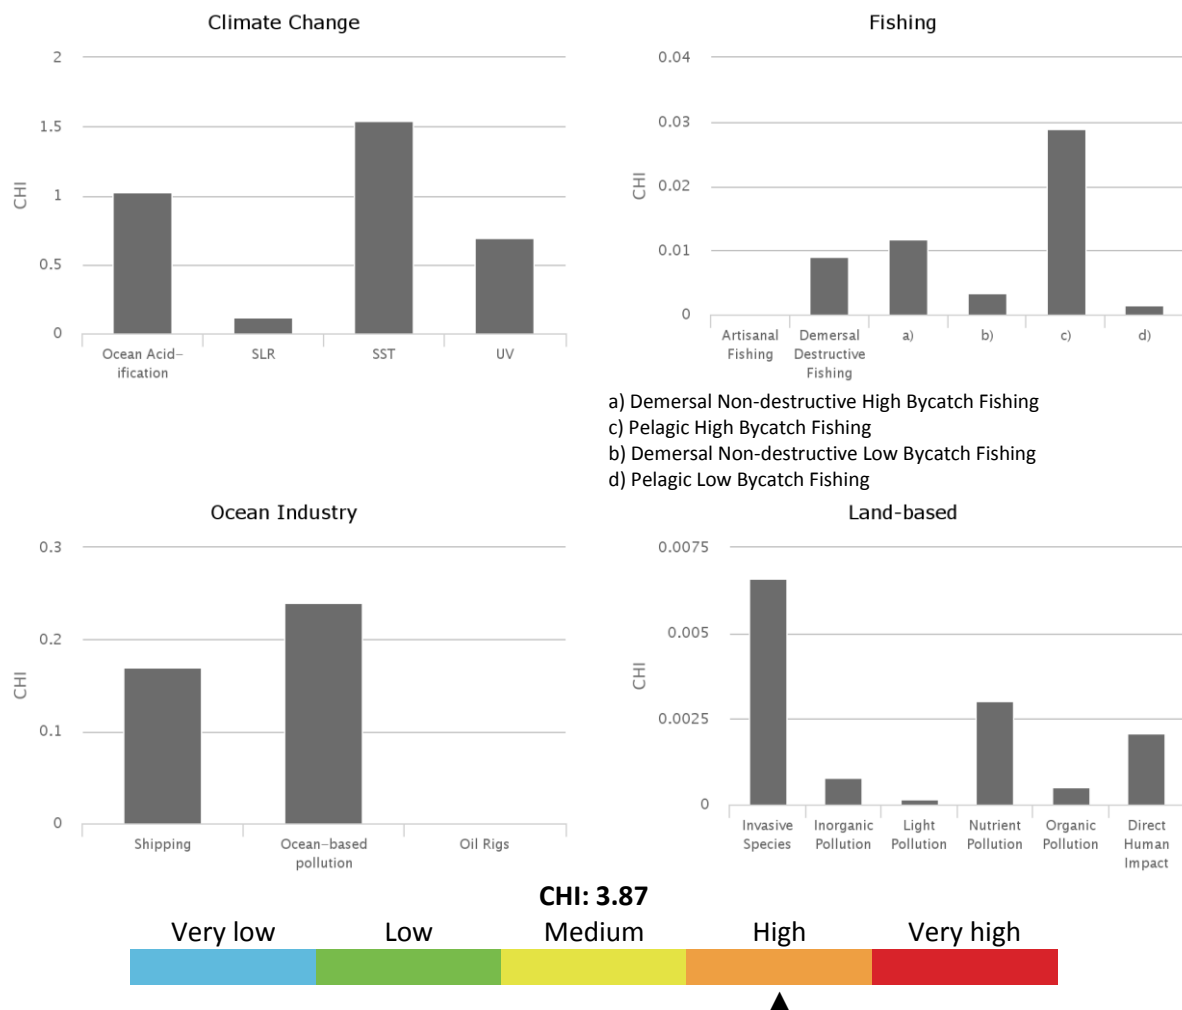 Climate Change
2
1.5
1
0.5
0
CHI
Ocean Acid–
ification
SLR
SST
UV
Fishing
0.04
0.03
0.02
0.01
0
CHI
Artisanal
Fishing
Demersal
Destructive
Fishing
a)
b)
c)
d)
a) Demersal Non-destructive High Bycatch Fishing
c) Pelagic High Bycatch Fishing
b) Demersal Non-destructive Low Bycatch Fishing
d) Pelagic Low Bycatch Fishing
Ocean Industry
0.3
0.2
0.1
0
CHI
Shipping
Ocean–based
pollution
Oil Rigs
Land-based
0.0075
0.005
0.0025
0
CHI
Invasive
Species
Inorganic
Pollution
Light
Pollution
Nutrient
Pollution
Organic
Pollution
Direct
Human
Impact
CHI: 3.87
Very low Low Medium High Very high